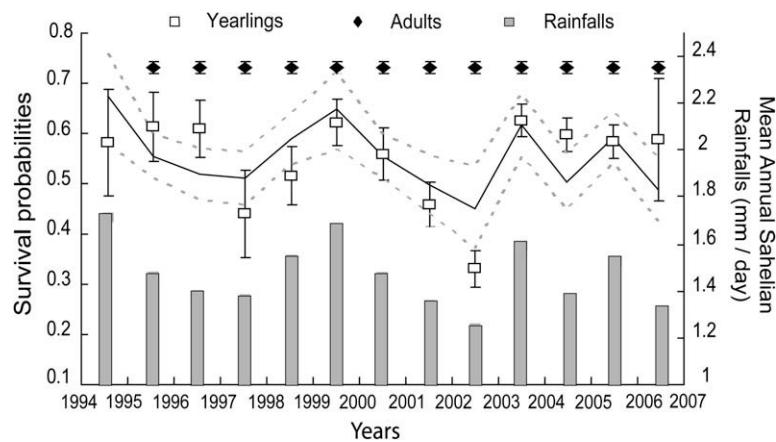 Yearlings Adults Rainfalls
0.8
0.7
0.6
0.5
0.4
0.3
0.2
0.1
Survival probabilities
2.4
2.2
2
1.8
1.6
1.4
1.2
1
Mean Annual Sahelian
Rainfalls (mm / day)
1994 1995 1996 1997 1998 1999 2000 2001 2002 2003 2004 2005 2006 2007
Years